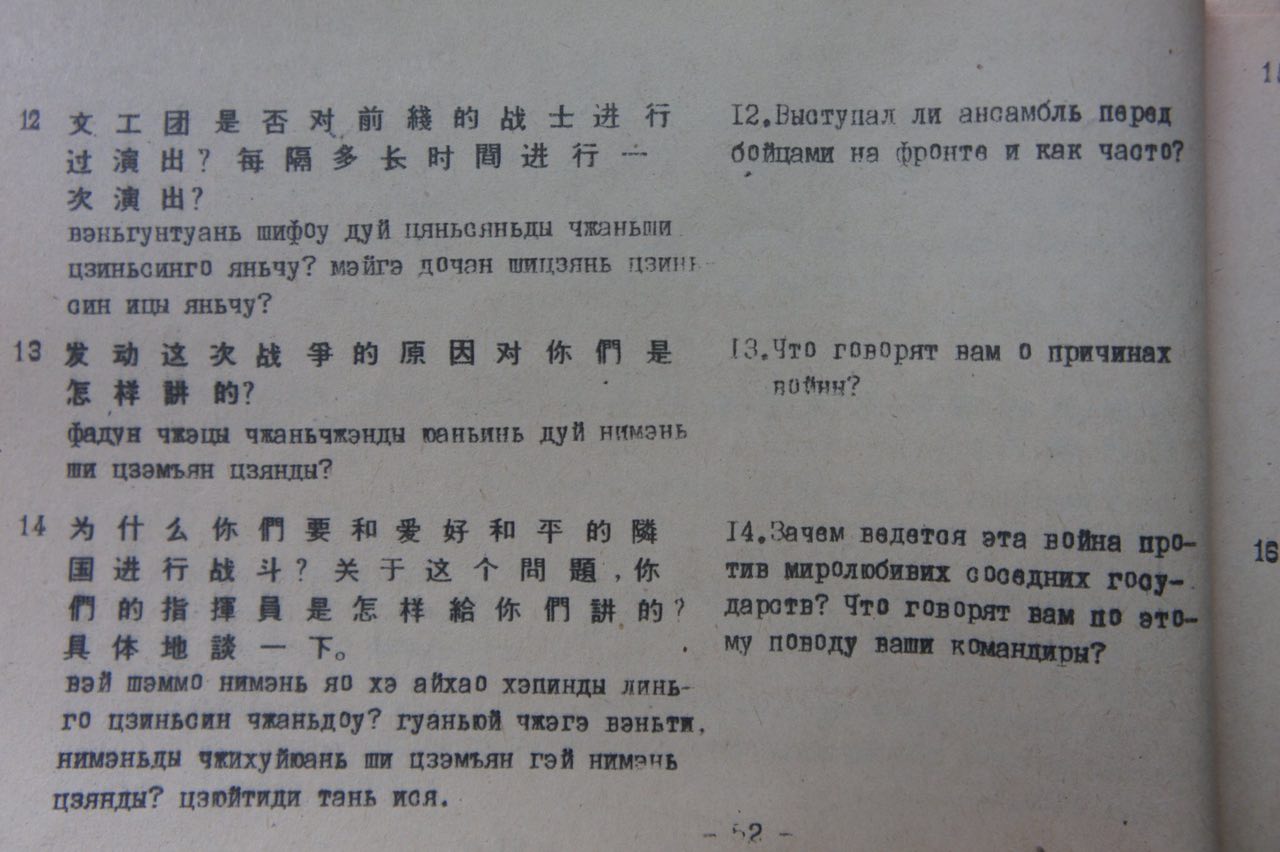 12 文工团是否对前綫的战士进行
过演出? 每隔多长时間进行一
次演出?
вэньгунтуань шифоу дуй цяньсяньды чжаньши
цзиньсинго яньчу? мэйгэ дочан шицзянь цзинь-
син ицы яньчу?
I2.Выступал ли ансамбль перед
бойцами на фронте и как часто?
13 发动这次战爭的原因对你們是
怎样講的?
фадун чжэцы чжаньчжэнды юаньинь дуй нимэнь
ши цзэмъян цзянды?
I3.Что говорят вам о причинах
войны?
14 为什么你們要和爱好和平的隣
国进行战斗? 关于这个問題,你
們的指揮員是怎样給你們講的?
具体地談一下。
вэй шэммо нимэнь яо хэ айхао хэпинды линь-
го цзиньсин чжаньдоу? гуаньюй чжэгэ вэньти,
нимэньды чжихуйюань ши цзэмъян гэй нимэнь
цзянды? цзюйтиди тань ися.
I4.Зачем ведется эта война про-
тив миролюбивих соседних госу-
дарств? Что говорят вам по это-
му поводу ваши командиры?
- 52 -
16